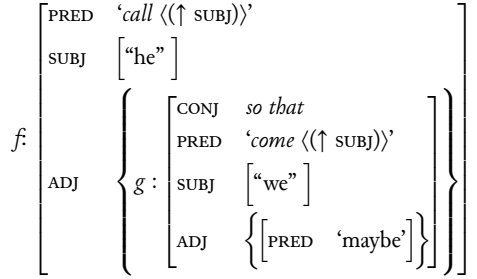 PRED ‘call ⟨(↑ SUBJ)⟩’
SUBJ [“he”]
f: ADJ { g : CONJ so that
PRED ‘come ⟨(↑ SUBJ)⟩’
SUBJ [“we”]
ADJ {[PRED ‘maybe’]}